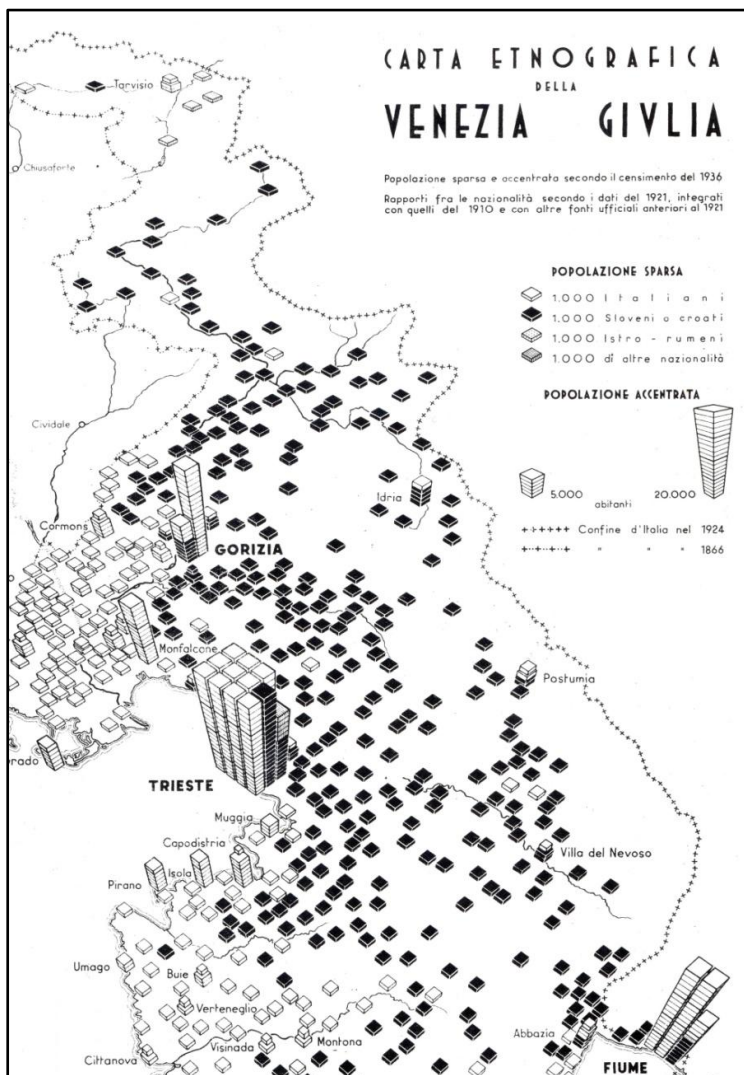 CARTA ETNOGRAFICA
DELLA
VENEZIA GIVLIA
Popolazione sparsa e accentrata secondo il censimento del 1936
Rapporti fra le nazionalità secondo i dati del 1921, integrati
con quelli del 1910 e con altre fonti ufficiali anteriori al 1921
POPOLAZIONE SPARSA
1.000 Italiani
1.000 Sloveni o croati
1.000 Istro-rumeni
1.000 di altre nazionalità
POPOLAZIONE ACCENTRATA
5.000 abitanti 20.000
+++++++ Confine d'Italia nel 1924
" " " 1866
Tarvisio
Chiusaforte
Cividale
Idria
Cormons
GORIZIA
Monfalcone
Postumia
rado
TRIESTE
Muggia
Capodistria
Villa del Nevoso
Isola
Pirano
Umago
Buie
Verteneglio
Abbazia
Visinada
Montona
Cittanova
FIUME